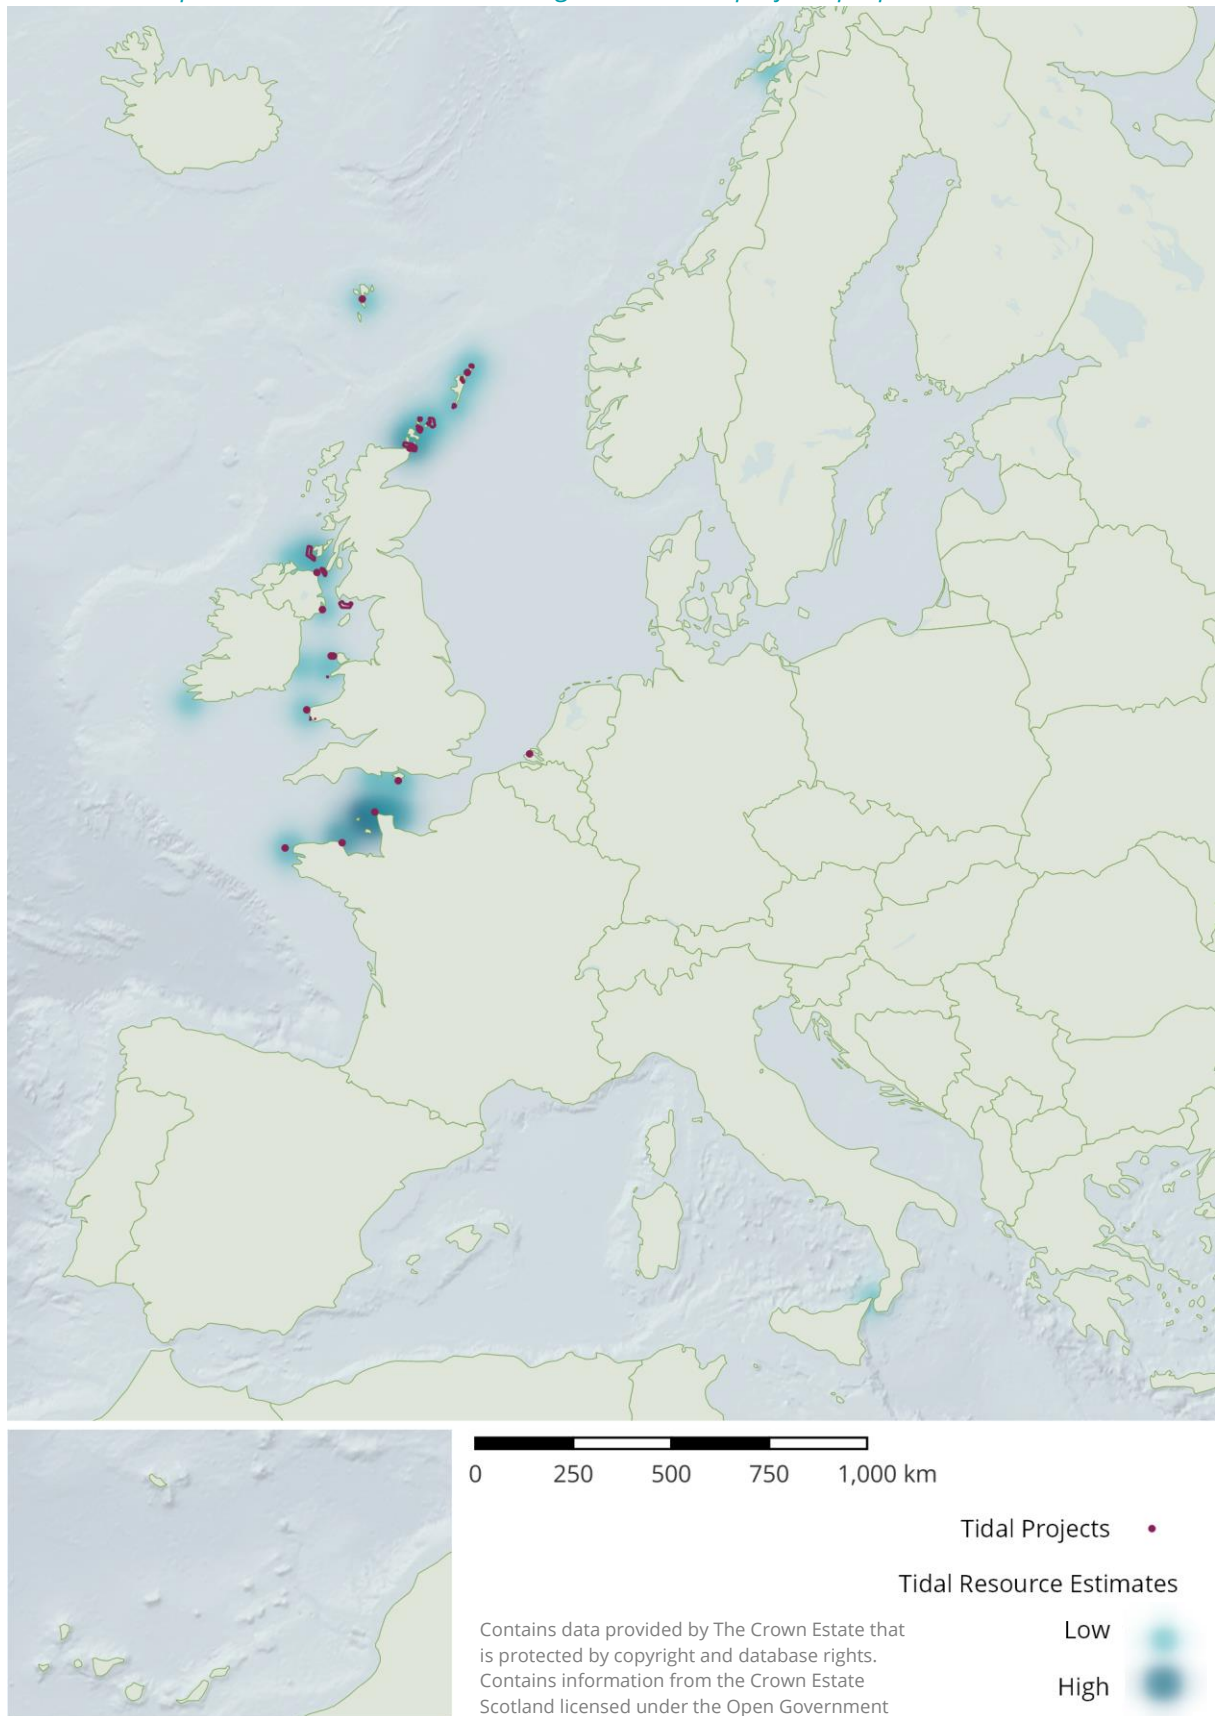 0 250 500 750 1,000 km
Tidal Projects
Tidal Resource Estimates
Low
High
Contains data provided by The Crown Estate that
is protected by copyright and database rights.
Contains information from the Crown Estate
Scotland licensed under the Open Government